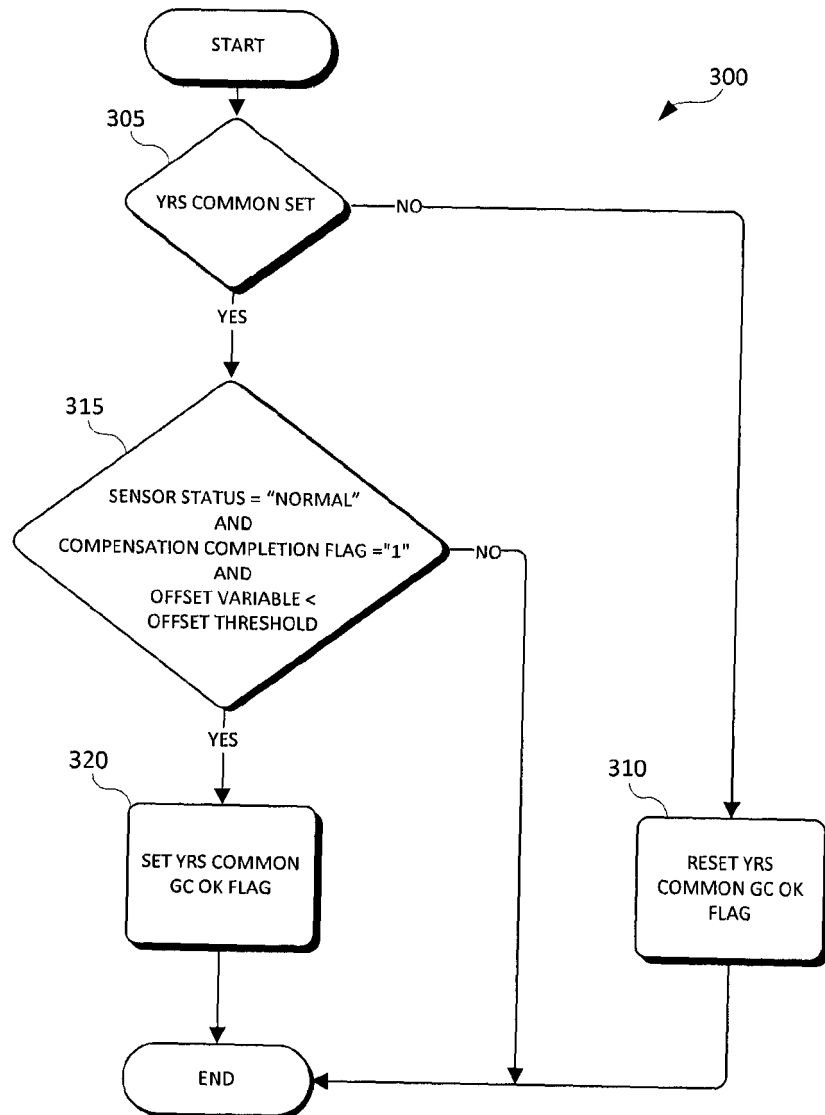 START
300
305
YRS COMMON SET
NO
YES
315
SENSOR STATUS = “NORMAL”
AND
COMPENSATION COMPLETION FLAG ="1"
AND
OFFSET VARIABLE <
OFFSET THRESHOLD
NO
YES
320
SET YRS COMMON
GC OK FLAG
310
RESET YRS
COMMON GC OK
FLAG
END